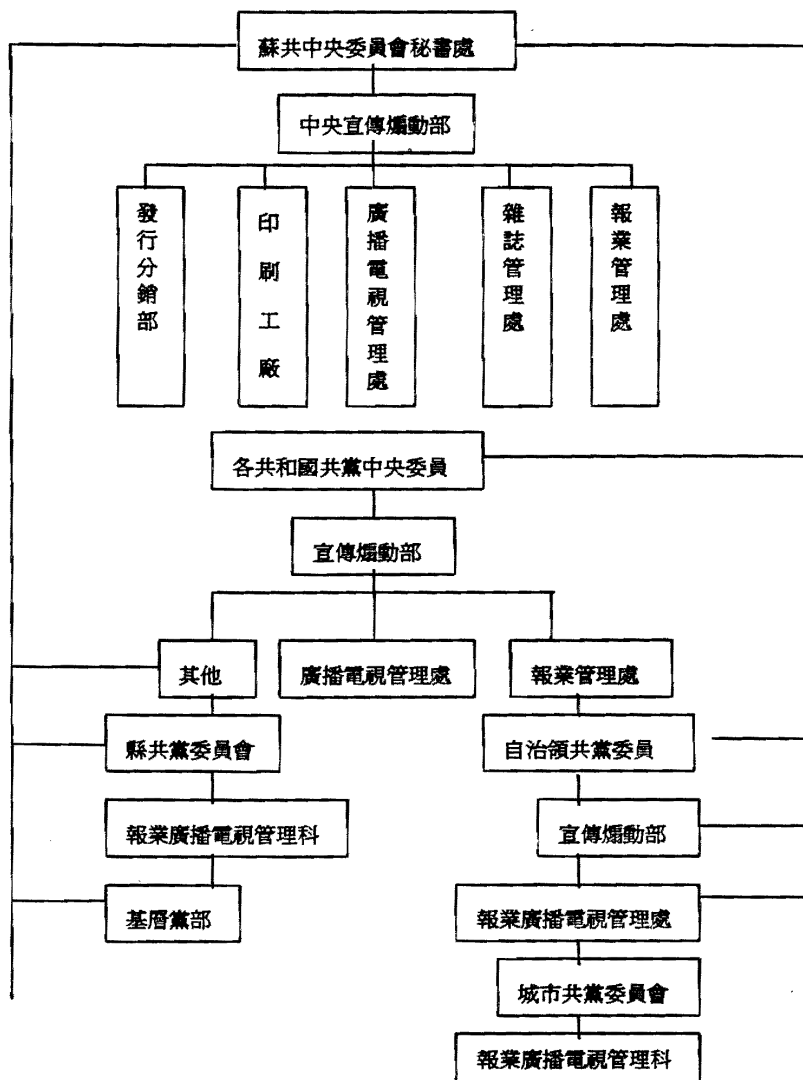 蘇共中央委員會秘書處
中央宣傳煽動部
發行分銷部
印刷工廠
廣播電視管理處
雜誌管理處
報業管理處
各共和國共黨中央委員
宣傳煽動部
其他
廣播電視管理處
報業管理處
縣共黨委員會
自治領共黨委員
報業廣播電視管理科
宣傳煽動部
基層黨部
報業廣播電視管理處
城市共黨委員會
報業廣播電視管理科